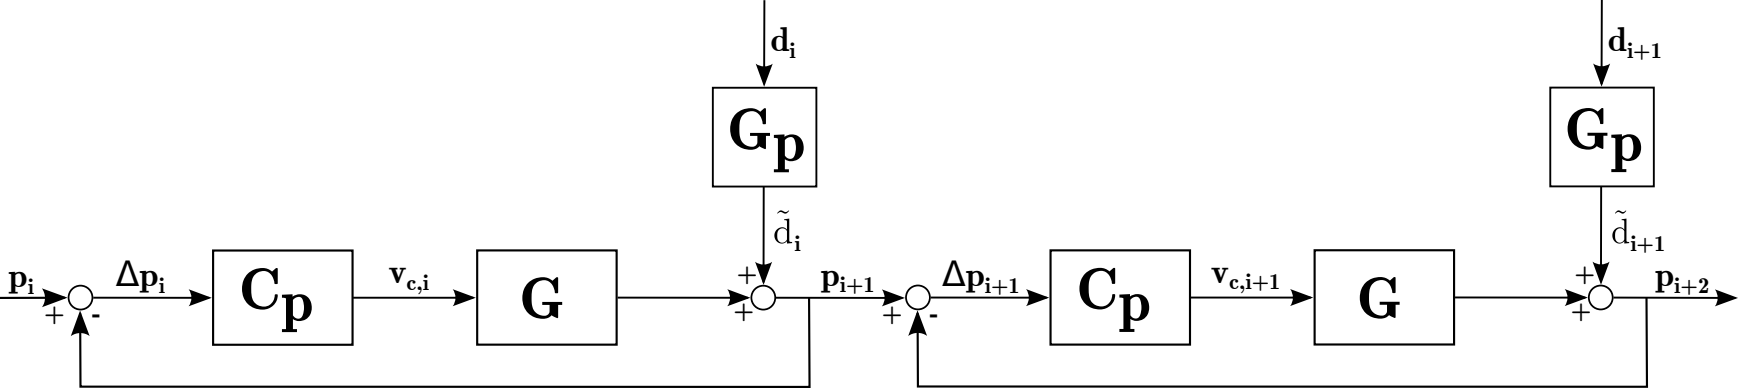 d_i d_{i+1}
G_p G_p
d̃_i d̃_{i+1}
p_i + - Δp_i C_p v_{c,i} G + + p_{i+1} + - Δp_{i+1} C_p v_{c,i+1} G + + p_{i+2}